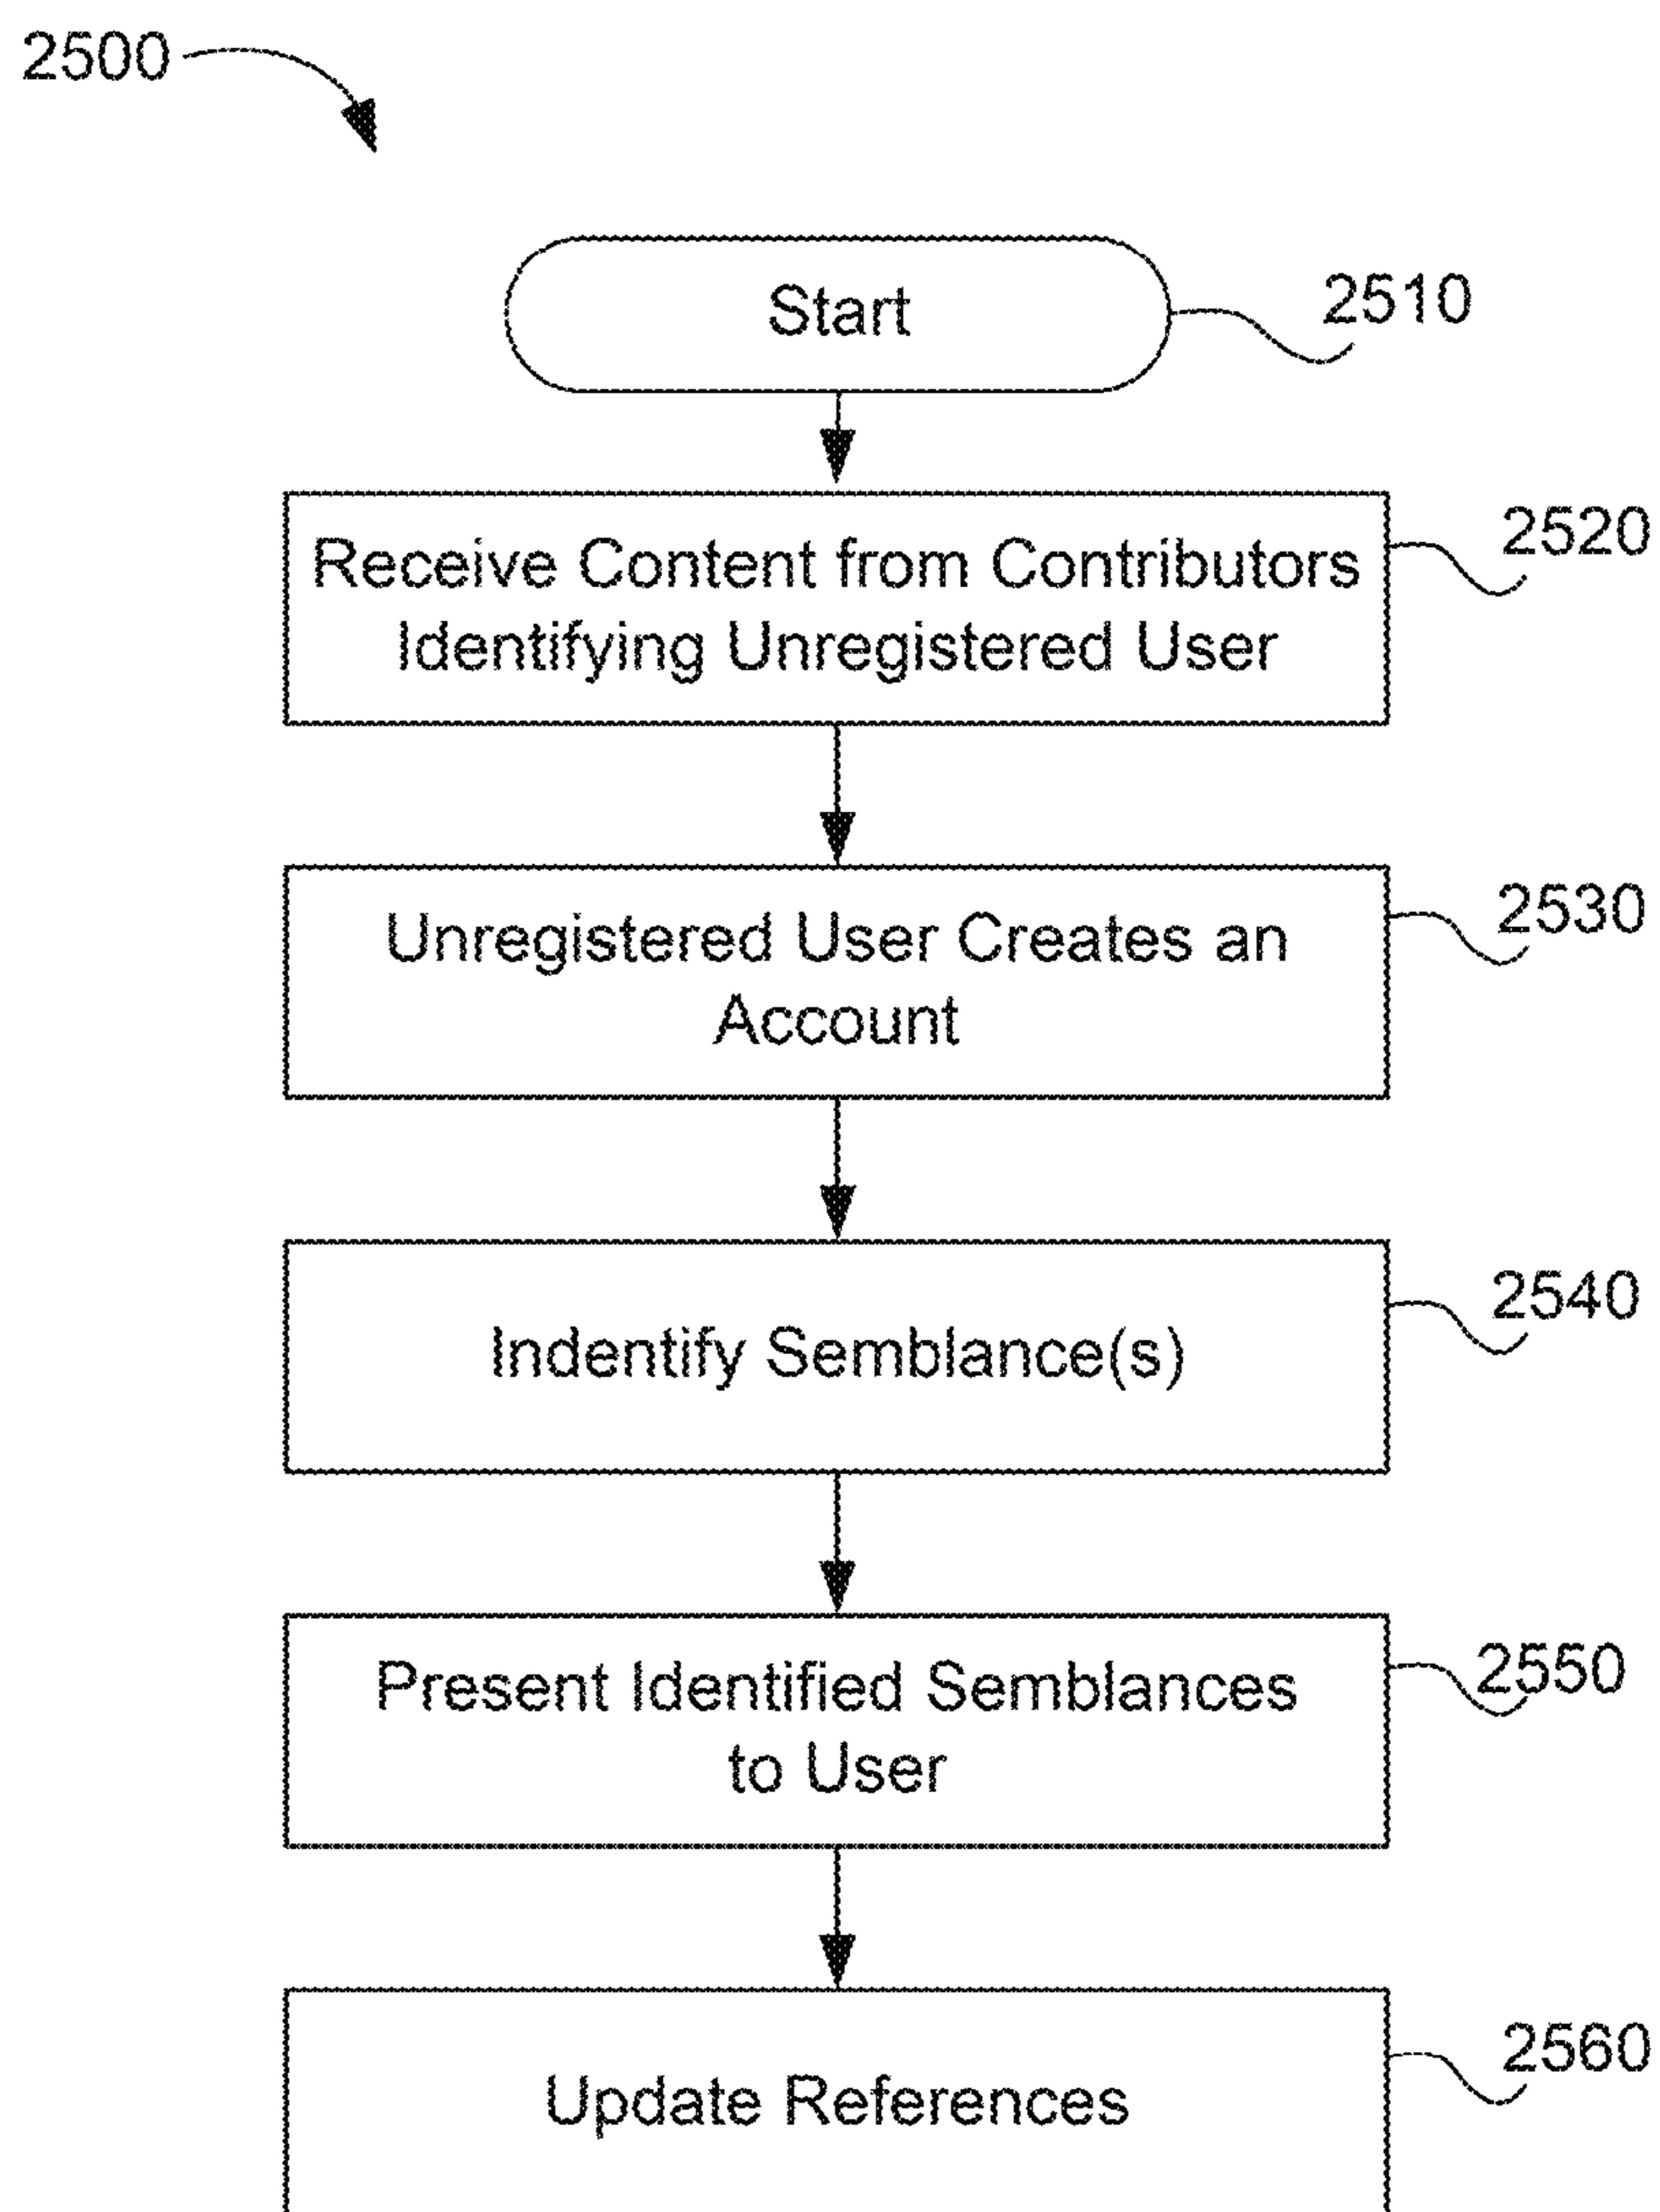 2500
Start
2510
Receive Content from Contributors
Identifying Unregistered User
2520
Unregistered User Creates an
Account
2530
Indentify Semblance(s)
2540
Present Identified Semblances
to User
2550
Update References
2560